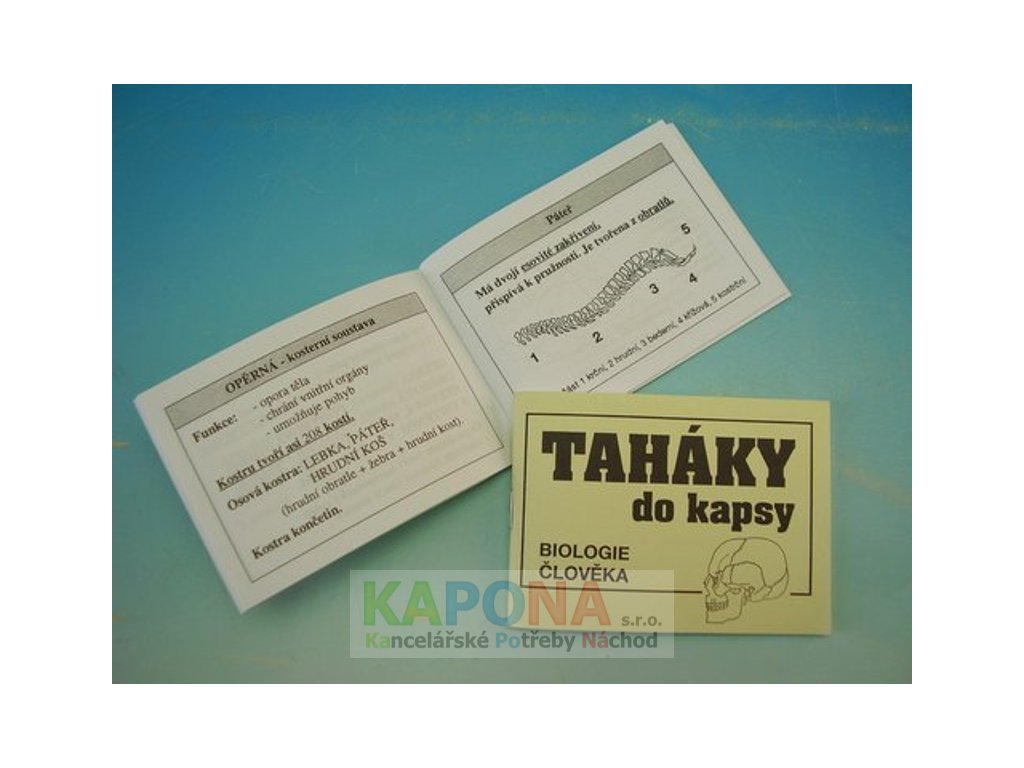 OPĚRNÁ - kosterní soustava
Funkce: - opora těla
- chrání vnitřní orgány
- umožňuje pohyb
Kostru tvoří asi 208 kostí.
Osová kostra: LEBKA, PÁTEŘ,
HRUDNÍ KOŠ
(hrudní obratle + žebra + hrudní kost).
Kostra končetin.
Páteř
Má dvojí esovité zakřivení,
přispívá k pružnosti. Je tvořena z obratlů.
1
2
3
4
5
část 1 krční, 2 hrudní, 3 bederní, 4 křížová, 5 kostrční
TAHÁKY
do kapsy
BIOLOGIE
ČLOVĚKA
KAPONA s.r.o.
Kancelářské Potřeby Náchod